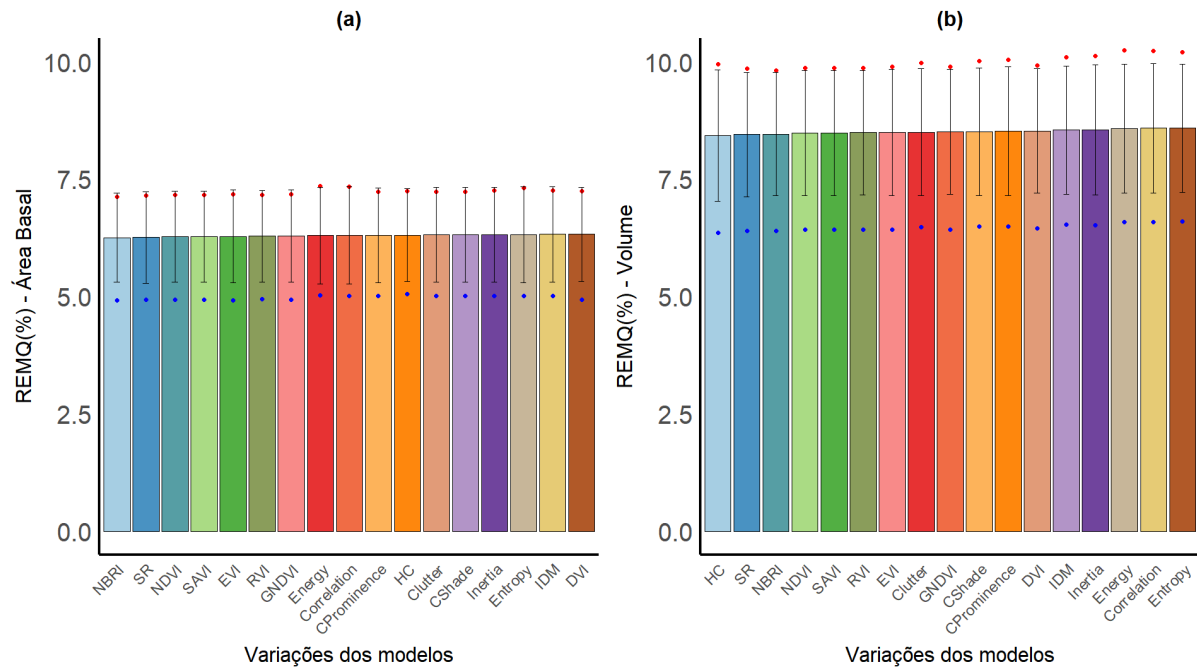 (a)
REMQ(%) - Área Basal
10.0
7.5
5.0
2.5
0.0
NBRI
SR
NDVI
SAVI
EVI
RVI
GNDVI
Energy
Correlation
CProminence
HC
Clutter
CShade
Inertia
Entropy
IDM
DVI
Variações dos modelos
(b)
REMQ(%) - Volume
10.0
7.5
5.0
2.5
0.0
HC
SR
NBRI
NDVI
SAVI
RVI
EVI
Clutter
GNDVI
CShade
CProminence
DVI
IDM
Inertia
Energy
Correlation
Entropy
Variações dos modelos